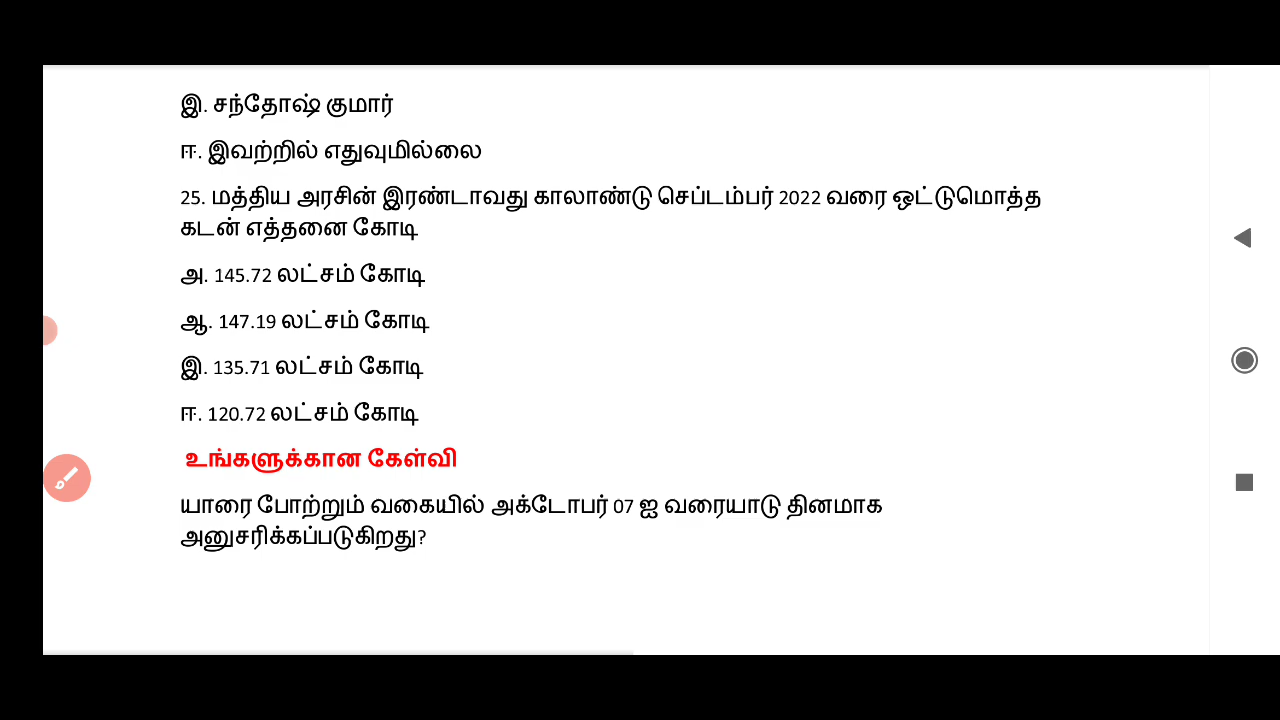 இ. சந்தோஷ் குமார்
ஈ. இவற்றில் எதுவுமில்லை
25. மத்திய அரசின் இரண்டாவது காலாண்டு செப்டம்பர் 2022 வரை ஒட்டுமொத்த
கடன் எத்தனை கோடி
அ. 145.72 லட்சம் கோடி
ஆ. 147.19 லட்சம் கோடி
இ. 135.71 லட்சம் கோடி
ஈ. 120.72 லட்சம் கோடி
உங்களுக்கான கேள்வி
யாரை போற்றும் வகையில் அக்டோபர் 07 ஐ வரையாடு தினமாக
அனுசரிக்கப்படுகிறது?